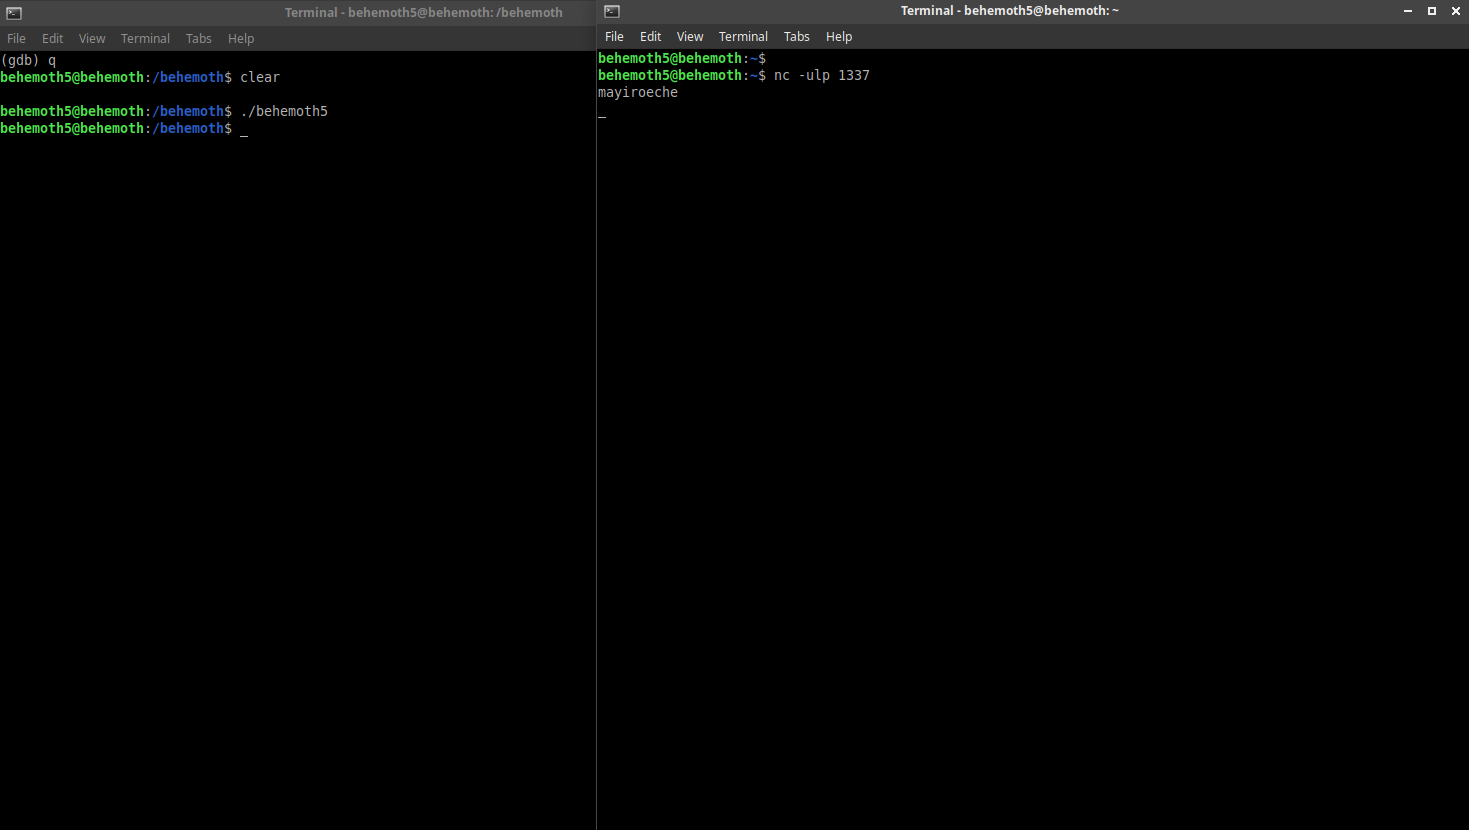 Terminal - behemoth5@behemoth: /behemoth
File Edit View Terminal Tabs Help
(gdb) q
behemoth5@behemoth:/behemoth$ clear
behemoth5@behemoth:/behemoth$ ./behemoth5
behemoth5@behemoth:/behemoth$ _
Terminal - behemoth5@behemoth: ~
File Edit View Terminal Tabs Help
behemoth5@behemoth:~$
behemoth5@behemoth:~$ nc -ulp 1337
mayiroeche
_